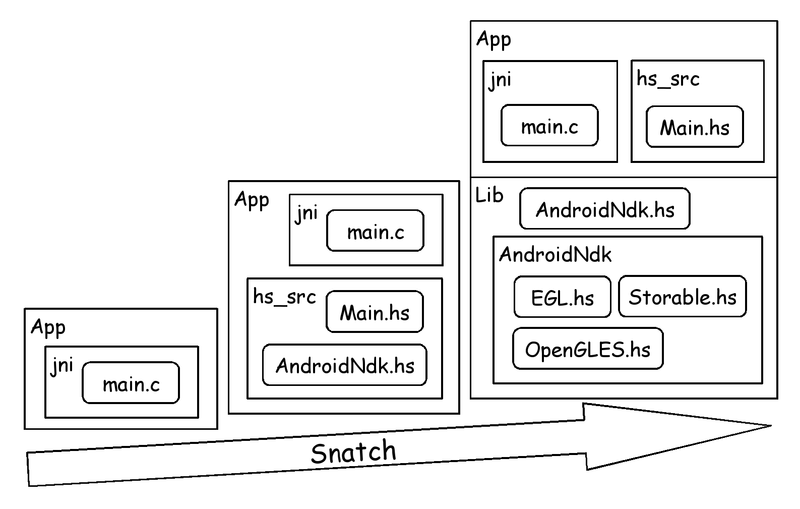 App
jni
main.c
App
jni
main.c
hs_src
Main.hs
AndroidNdk.hs
App
jni
main.c
hs_src
Main.hs
Lib
AndroidNdk.hs
AndroidNdk
EGL.hs
Storable.hs
OpenGLES.hs
Snatch